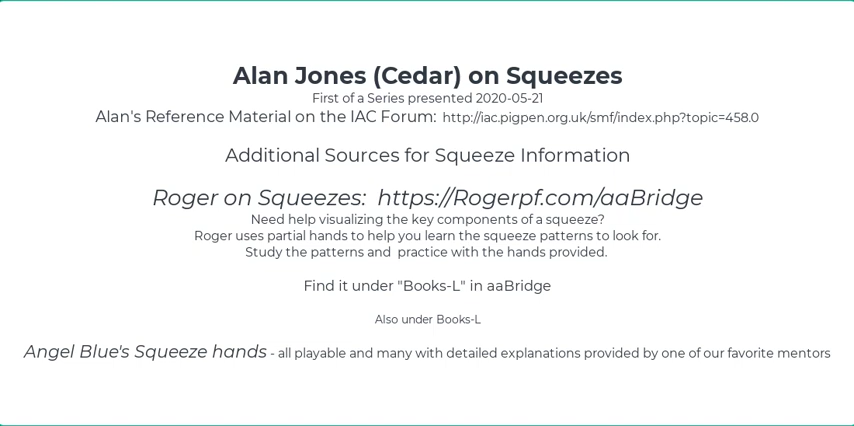 Alan Jones (Cedar) on Squeezes
First of a Series presented 2020-05-21
Alan's Reference Material on the IAC Forum: http://iac.pigpen.org.uk/smf/index.php?topic=458.0
Additional Sources for Squeeze Information
Roger on Squeezes: https://Rogerpf.com/aaBridge
Need help visualizing the key components of a squeeze?
Roger uses partial hands to help you learn the squeeze patterns to look for.
Study the patterns and practice with the hands provided.
Find it under "Books-L" in aaBridge
Also under Books-L
Angel Blue's Squeeze hands - all playable and many with detailed explanations provided by one of our favorite mentors